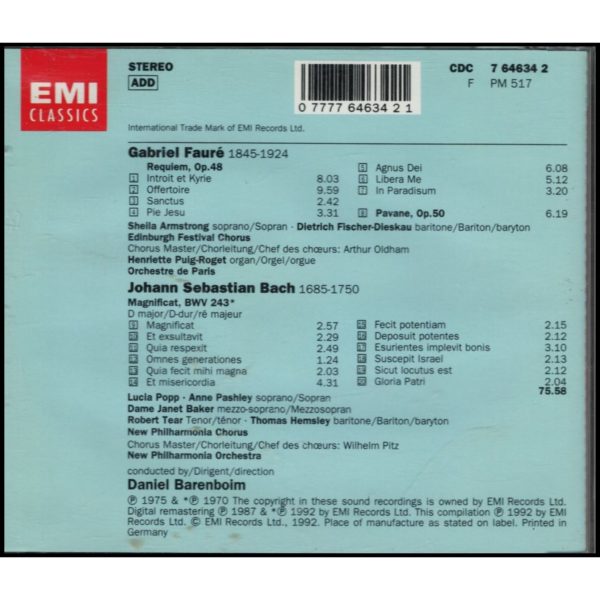 EMI
CLASSICS
STEREO
ADD
CDC 7 64634 2
F PM 517
0 7777 64634 2 1
International Trade Mark of EMI Records Ltd.
Gabriel Fauré 1845-1924
Requiem, Op.48
1 Introit et Kyrie 8.03
2 Offertoire 9.59
3 Sanctus 2.42
4 Pie Jesu 3.31
5 Agnus Dei 6.08
6 Libera Me 5.12
7 In Paradisum 3.20
8 Pavane, Op.50 6.19
Sheila Armstrong soprano/Sopran · Dietrich Fischer-Dieskau baritone/Bariton/baryton
Edinburgh Festival Chorus
Chorus Master/Chorleitung/Chef des chœurs: Arthur Oldham
Henriette Puig-Roget organ/Orgel/orgue
Orchestre de Paris
Johann Sebastian Bach 1685-1750
Magnificat, BWV 243*
D major/D-dur/ré majeur
9 Magnificat 2.57
10 Et exsultavit 2.29
11 Quia respexit 2.49
12 Omnes generationes 1.24
13 Quia fecit mihi magna 2.03
14 Et misericordia 4.31
15 Fecit potentiam 2.15
16 Deposuit potentes 2.12
17 Esurientes implevit bonis 3.10
18 Suscepit Israel 2.13
19 Sicut locutus est 2.12
20 Gloria Patri 2.04
75.58
Lucia Popp · Anne Pashley soprano/Sopran
Dame Janet Baker mezzo-soprano/Mezzosopran
Robert Tear Tenor/ténor · Thomas Hemsley baritone/Bariton/baryton
New Philharmonia Chorus
Chorus Master/Chorleitung/Chef des chœurs: Wilhelm Pitz
New Philharmonia Orchestra
conducted by/Dirigent/direction
Daniel Barenboim
℗ 1975 & *℗ 1970 The copyright in these sound recordings is owned by EMI Records Ltd.
Digital remastering ℗ 1987 & *℗ 1992 by EMI Records Ltd. This compilation ℗ 1992 by EMI
Records Ltd. © EMI Records Ltd., 1992. Place of manufacture as stated on label. Printed in
Germany